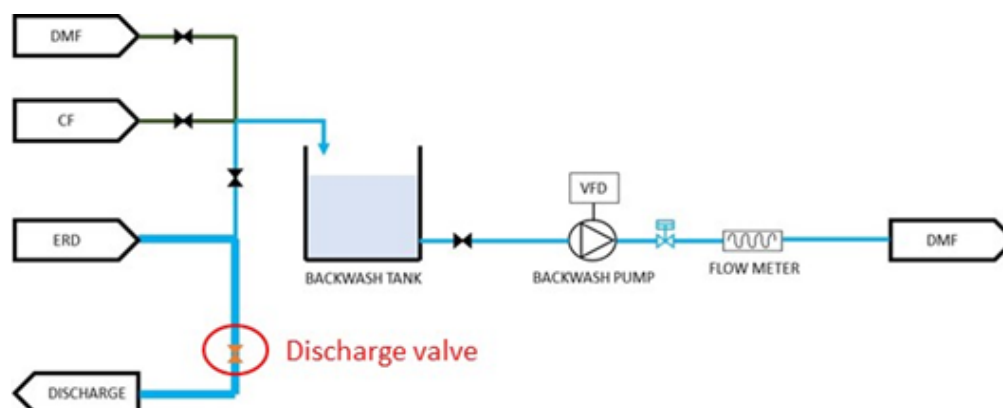 DMF
CF
VFD
ERD
DMF
BACKWASH TANK
BACKWASH PUMP
FLOW METER
Discharge valve
DISCHARGE